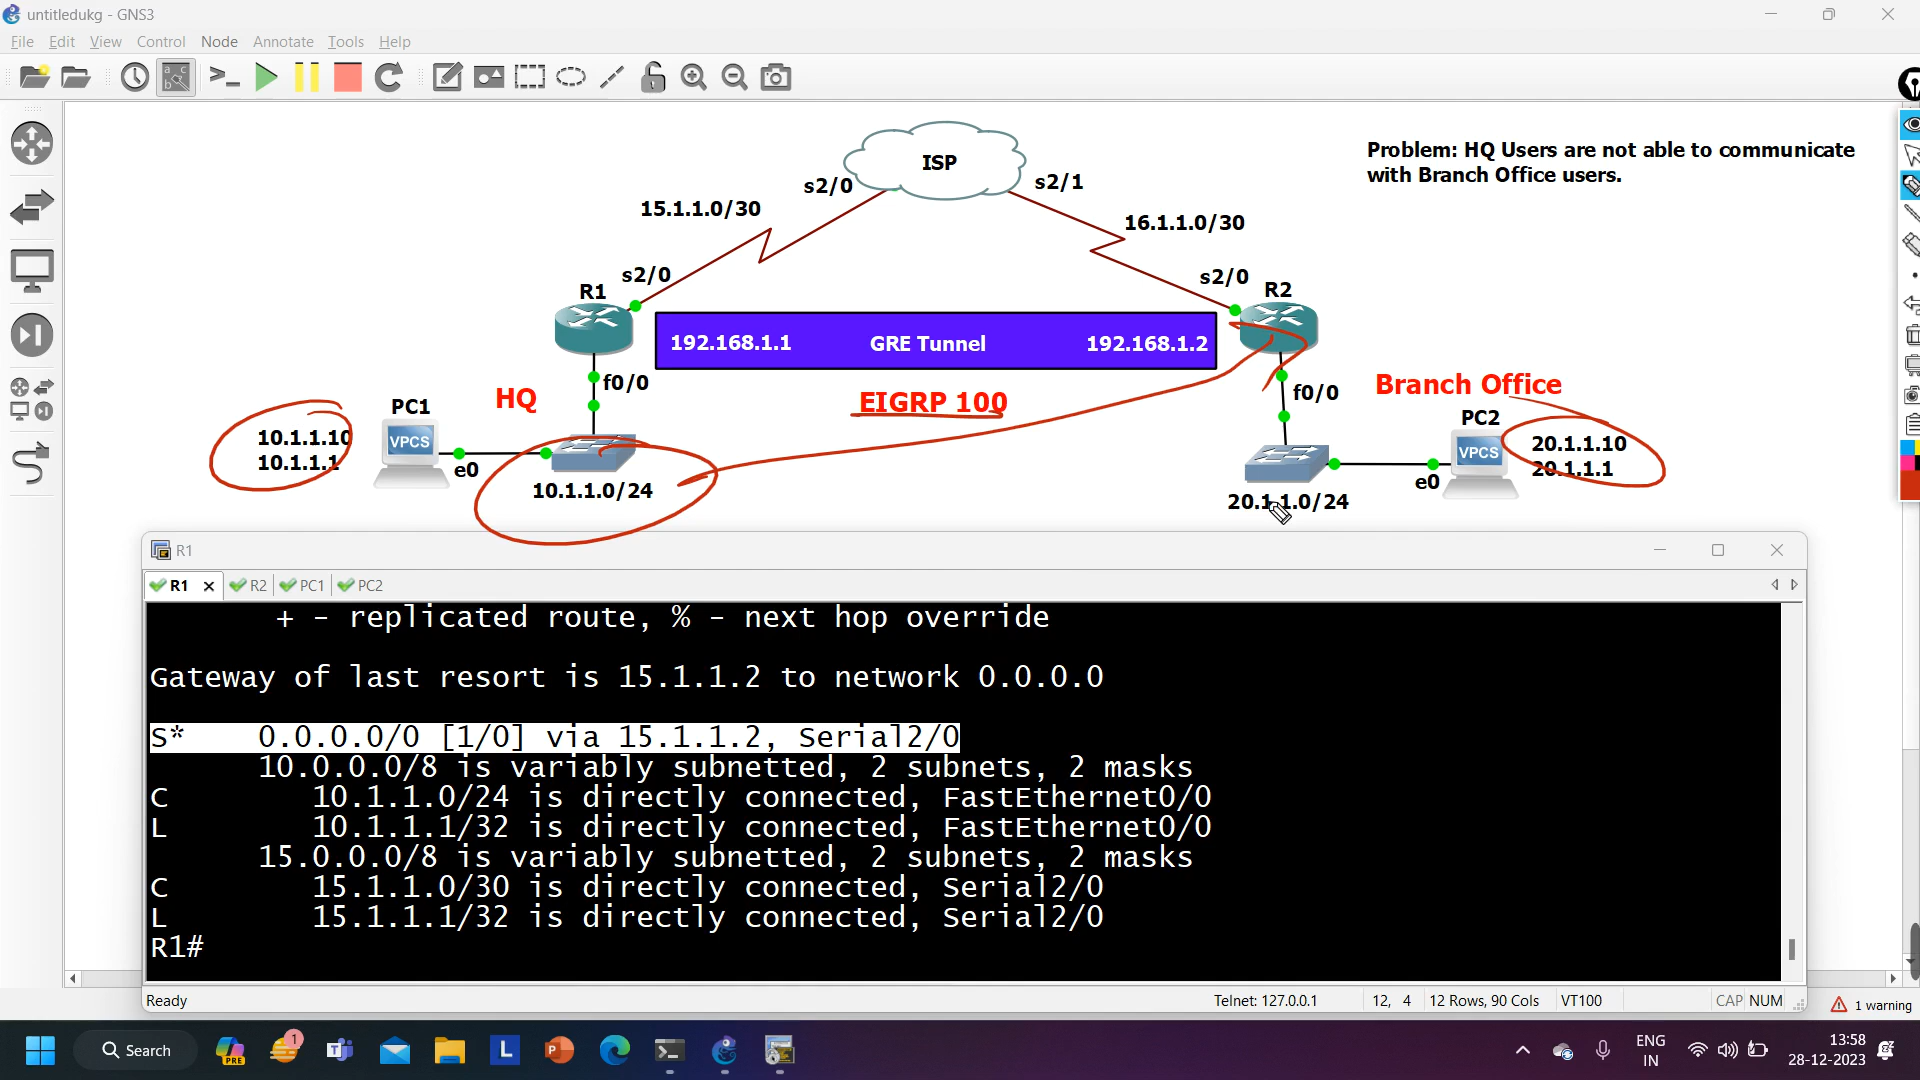 untitledukg - GNS3
File Edit View Control Node Annotate Tools Help
Problem: HQ Users are not able to communicate
with Branch Office users.
ISP
s2/0
s2/1
15.1.1.0/30
16.1.1.0/30
s2/0
s2/0
R1
R2
192.168.1.1 GRE Tunnel 192.168.1.2
f0/0
f0/0
HQ
EIGRP 100
Branch Office
PC1
PC2
10.1.1.10
10.1.1.1
VPCS
e0
10.1.1.0/24
VPCS
20.1.1.10
20.1.1.1
e0
20.1.1.0/24
R1
R1 R2 PC1 PC2
+ - replicated route, % - next hop override
Gateway of last resort is 15.1.1.2 to network 0.0.0.0
S* 0.0.0.0/0 [1/0] via 15.1.1.2, Serial2/0
10.0.0.0/8 is variably subnetted, 2 subnets, 2 masks
C 10.1.1.0/24 is directly connected, FastEthernet0/0
L 10.1.1.1/32 is directly connected, FastEthernet0/0
15.0.0.0/8 is variably subnetted, 2 subnets, 2 masks
C 15.1.1.0/30 is directly connected, Serial2/0
L 15.1.1.1/32 is directly connected, Serial2/0
R1#
Ready Telnet: 127.0.0.1 12, 4 12 Rows, 90 Cols VT100 CAP NUM
1 warning
Search
PRE
1
L
ENG
IN
13:58
28-12-2023